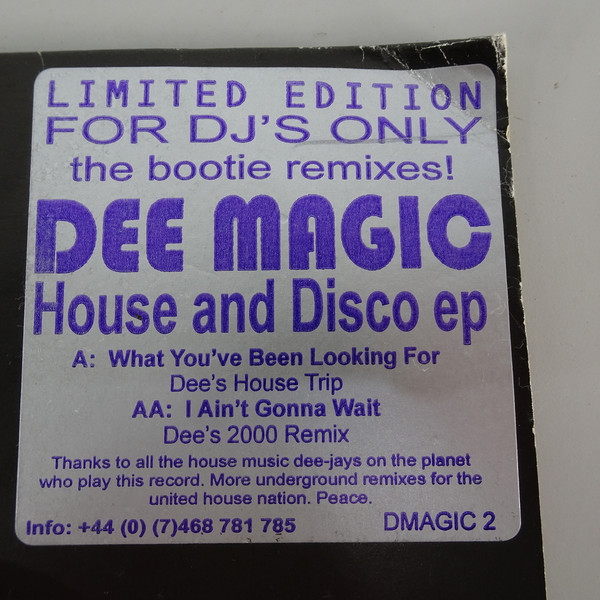 LIMITED EDITION
FOR DJ'S ONLY
the bootie remixes!
DEE MAGIC
House and Disco ep
A: What You've Been Looking For
Dee's House Trip
AA: I Ain't Gonna Wait
Dee's 2000 Remix
Thanks to all the house music dee-jays on the planet
who play this record. More underground remixes for the
united house nation. Peace.
Info: +44 (0) (7)468 781 785 DMAGIC 2